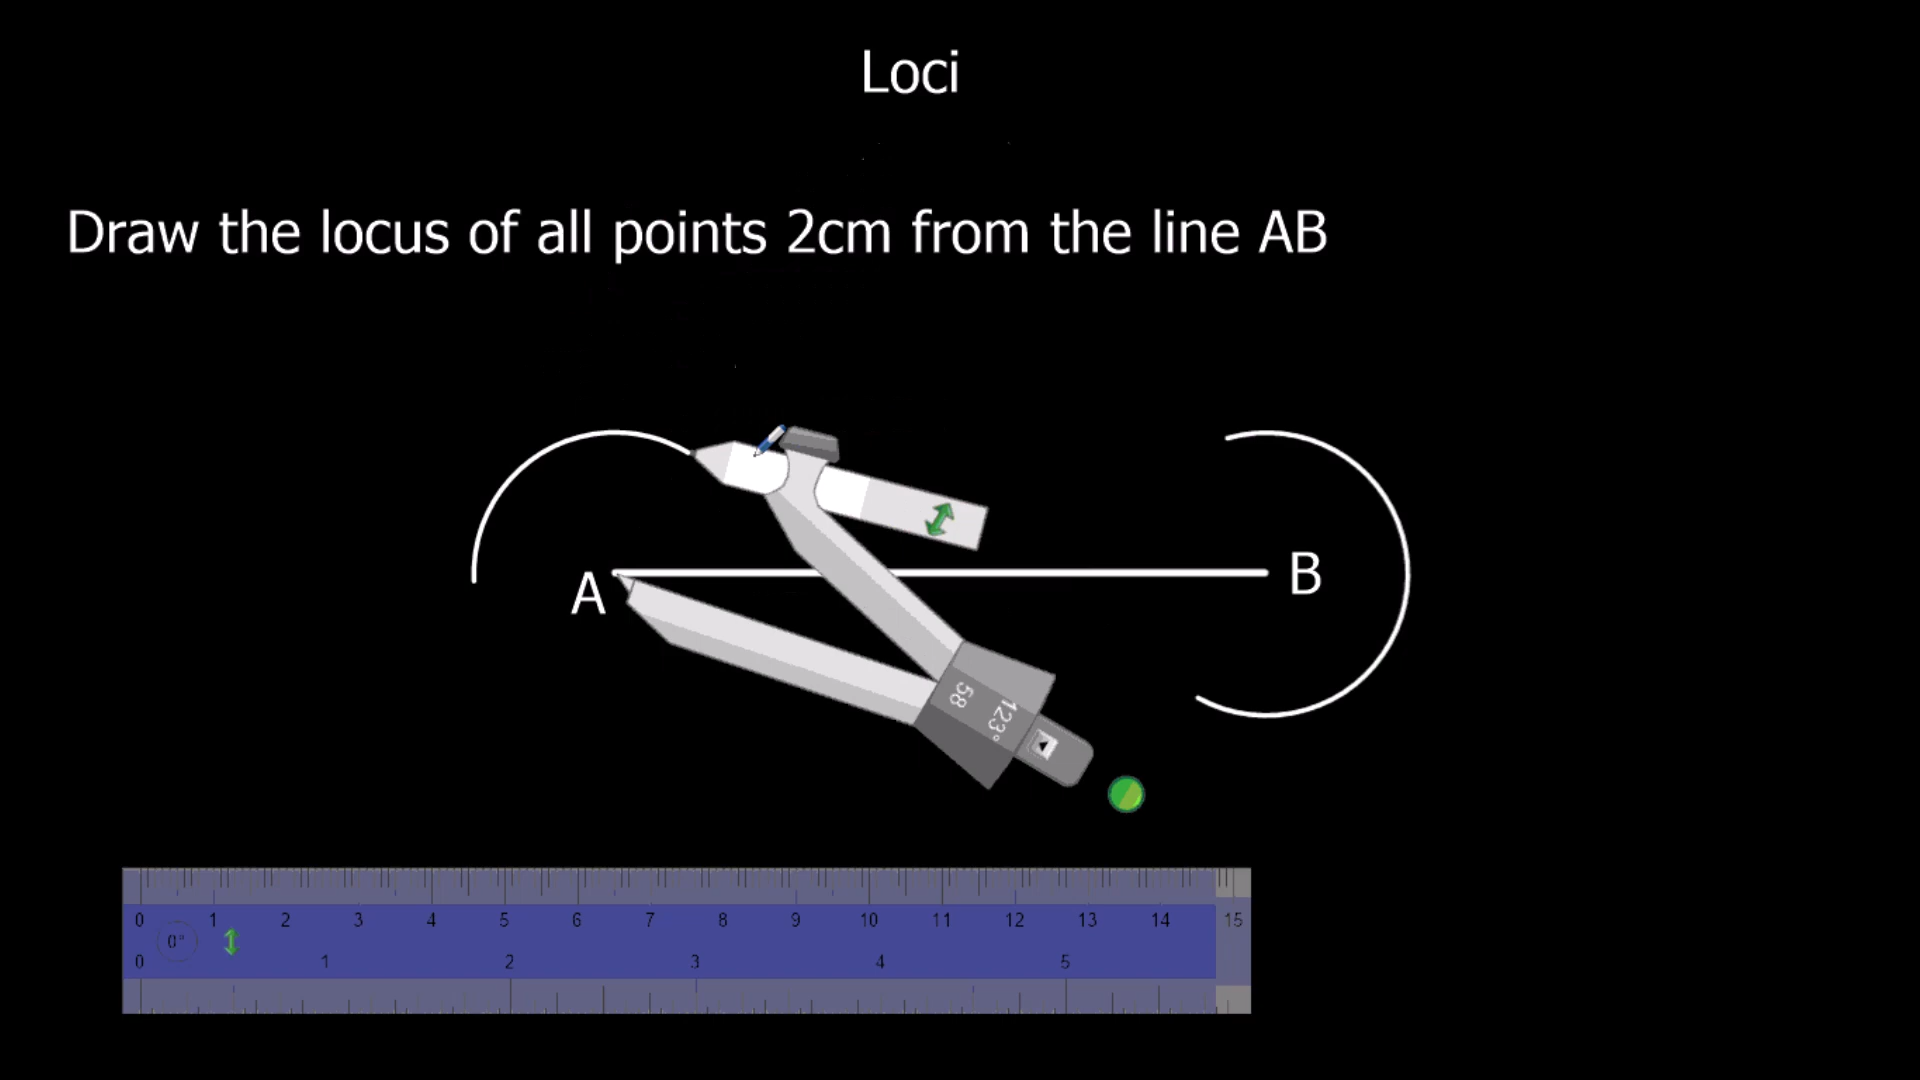 Loci
Draw the locus of all points 2cm from the line AB
A
B
58
123°
0 1 2 3 4 5 6 7 8 9 10 11 12 13 14 15
0°
0 1 2 3 4 5